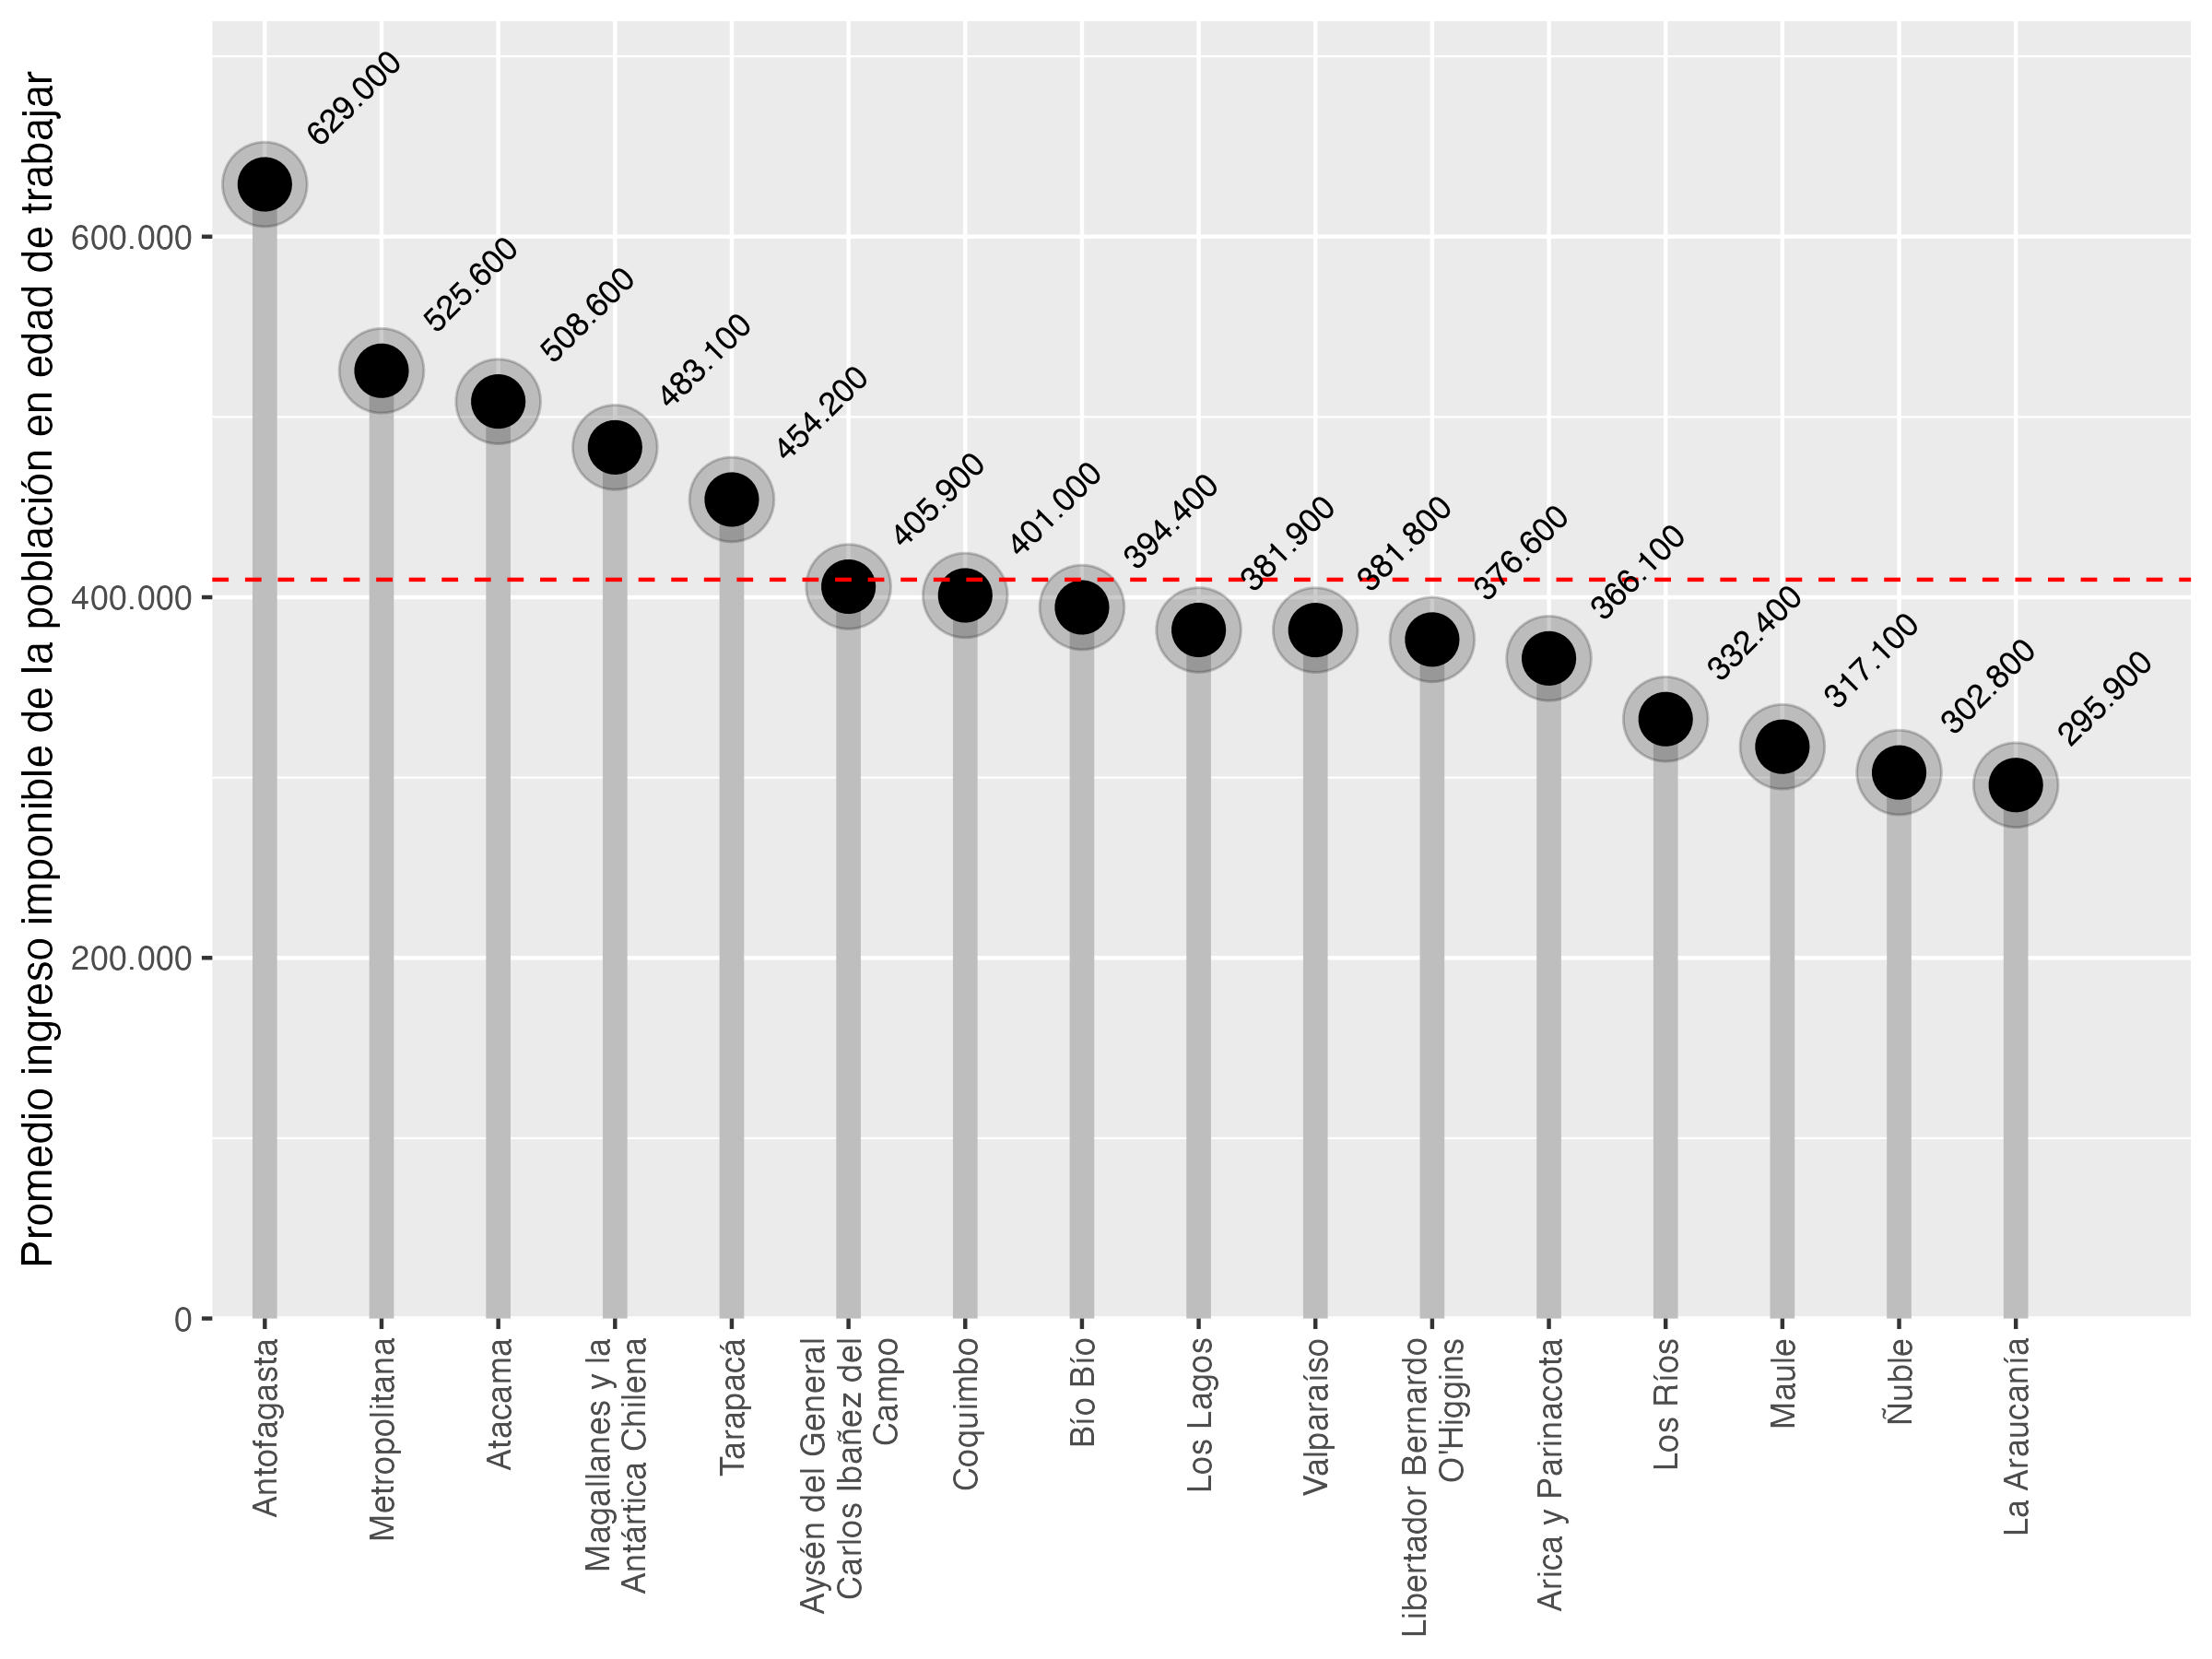 Promedio ingreso imponible de la población en edad de trabajar
600.000
400.000
200.000
0
629.000
525.600
508.600
483.100
454.200
405.900
401.000
394.400
381.900
381.800
376.600
366.100
332.400
317.100
302.800
295.900
Antofagasta
Metropolitana
Atacama
Magallanes y la
Antártica Chilena
Tarapacá
Aysén del General
Carlos Ibañez del
Campo
Coquimbo
Bío Bío
Los Lagos
Valparaíso
Libertador Bernardo
O'Higgins
Arica y Parinacota
Los Ríos
Maule
Ñuble
La Araucanía